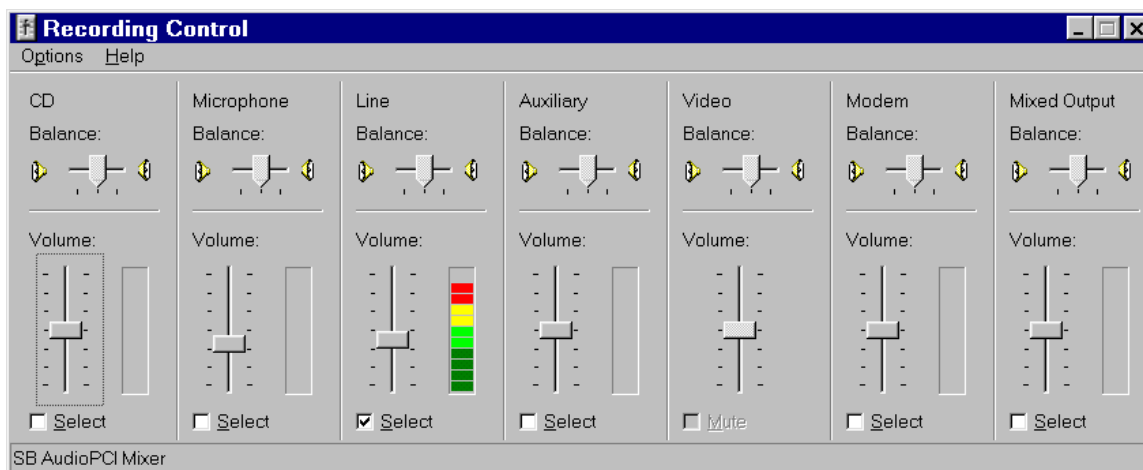 Recording Control
Options Help
CD Microphone Line Auxiliary Video Modem Mixed Output
Balance: Balance: Balance: Balance: Balance: Balance: Balance:
Volume: Volume: Volume: Volume: Volume: Volume: Volume:
Select Select Select Select Mute Select Select
SB AudioPCI Mixer